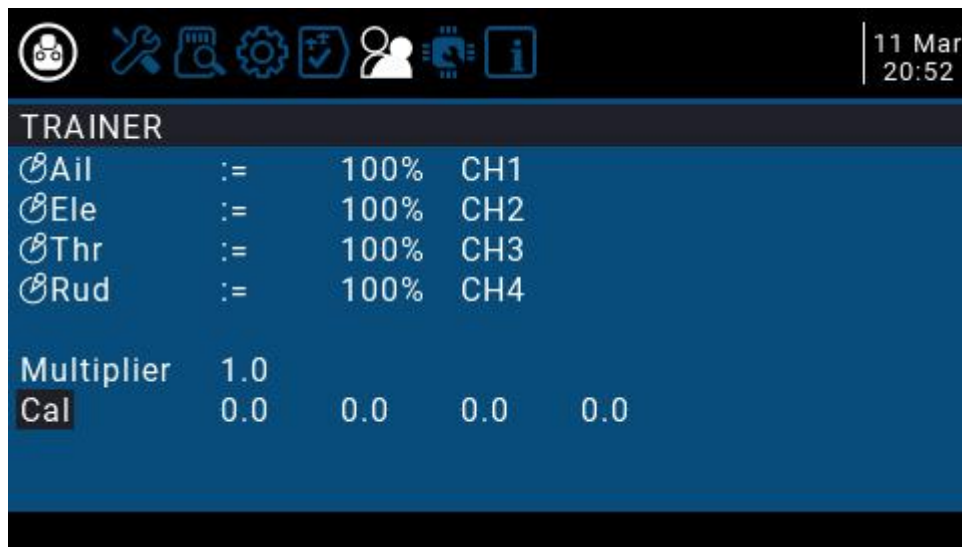 11 Mar
20:52
TRAINER
Ail := 100% CH1
Ele := 100% CH2
Thr := 100% CH3
Rud := 100% CH4
Multiplier 1.0
Cal 0.0 0.0 0.0 0.0